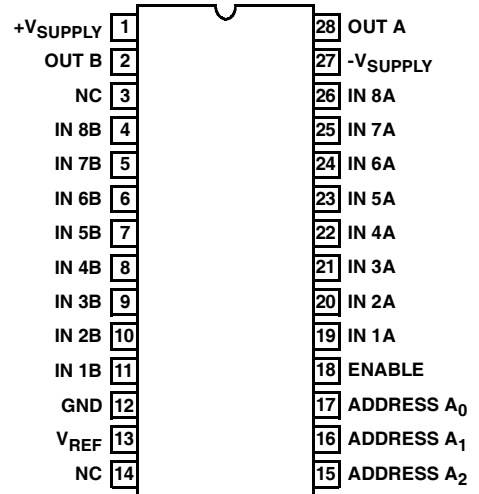 +VSUPPLY 1 28 OUT A
OUT B 2 27 -VSUPPLY
NC 3 26 IN 8A
IN 8B 4 25 IN 7A
IN 7B 5 24 IN 6A
IN 6B 6 23 IN 5A
IN 5B 7 22 IN 4A
IN 4B 8 21 IN 3A
IN 3B 9 20 IN 2A
IN 2B 10 19 IN 1A
IN 1B 11 18 ENABLE
GND 12 17 ADDRESS A0
VREF 13 16 ADDRESS A1
NC 14 15 ADDRESS A2